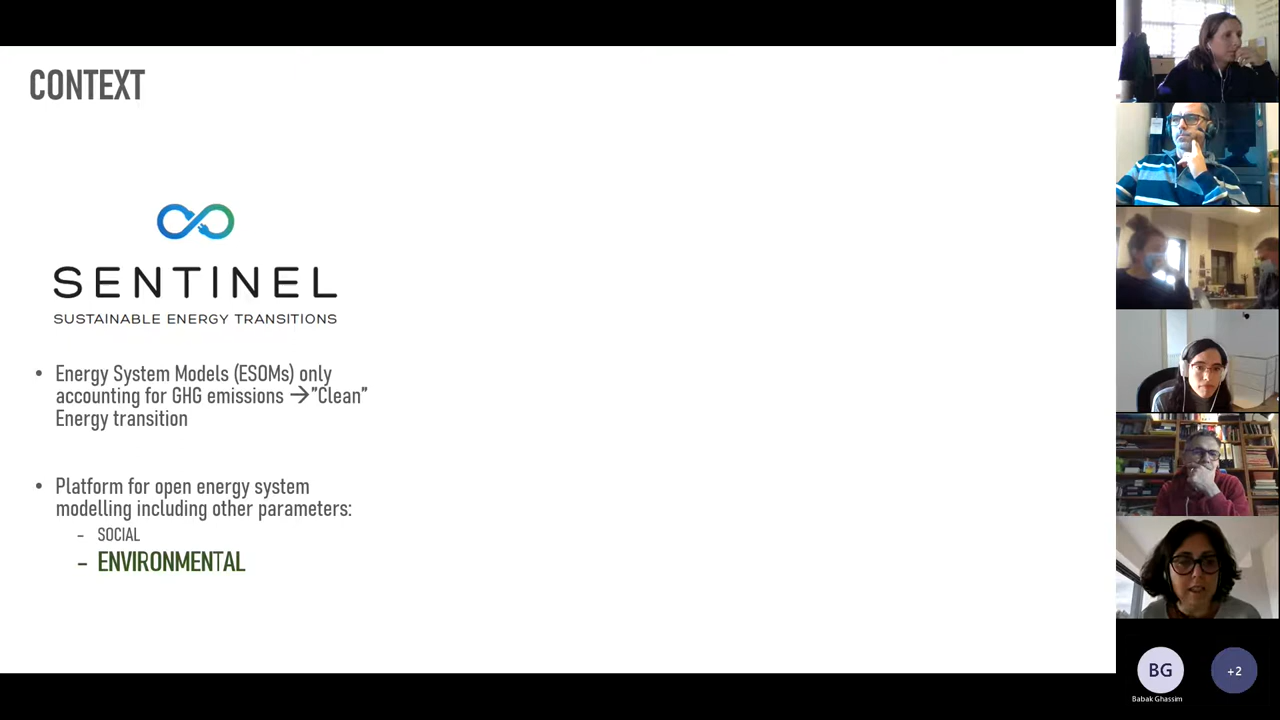 CONTEXT
SENTINEL
SUSTAINABLE ENERGY TRANSITIONS
• Energy System Models (ESOMs) only
accounting for GHG emissions →"Clean"
Energy transition
• Platform for open energy system
modelling including other parameters:
- SOCIAL
- ENVIRONMENTAL
BG
+2
Babak Ghassim